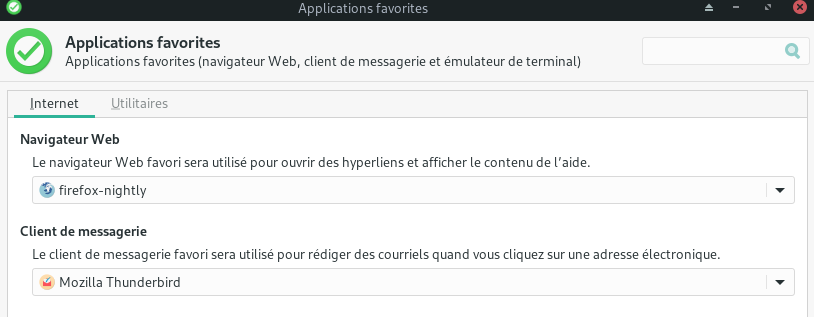 Applications favorites
Applications favorites
Applications favorites (navigateur Web, client de messagerie et émulateur de terminal)
Internet
Utilitaires
Navigateur Web
Le navigateur Web favori sera utilisé pour ouvrir des hyperliens et afficher le contenu de l’aide.
firefox-nightly
Client de messagerie
Le client de messagerie favori sera utilisé pour rédiger des courriels quand vous cliquez sur une adresse électronique.
Mozilla Thunderbird